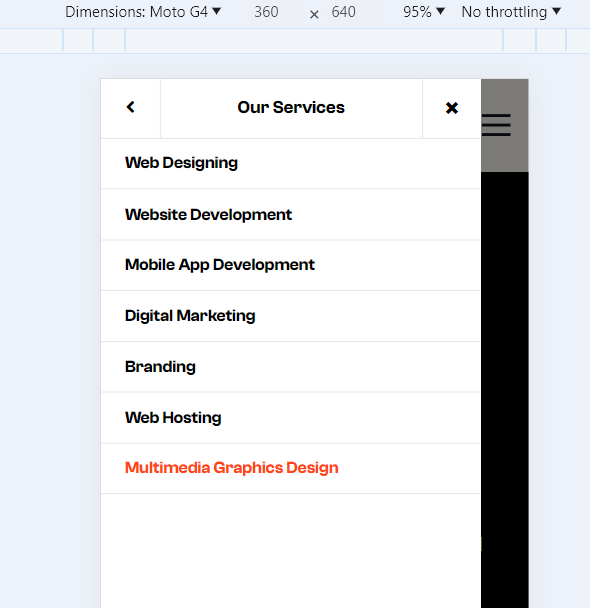 Dimensions: Moto G4 ▼ 360 × 640 95% ▼ No throttling ▼
Our Services
Web Designing
Website Development
Mobile App Development
Digital Marketing
Branding
Web Hosting
Multimedia Graphics Design